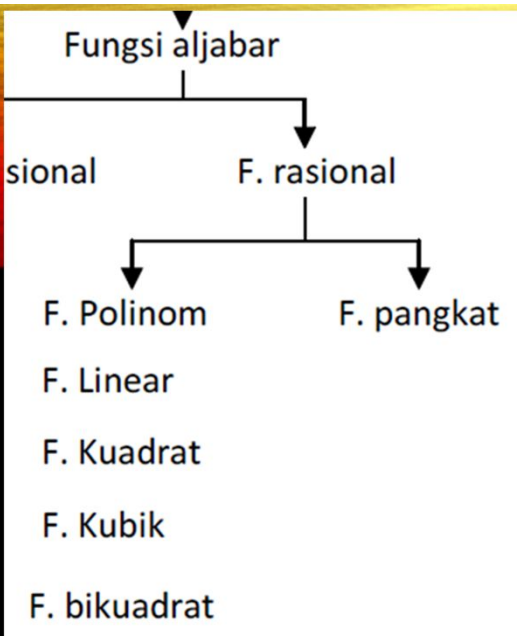 Fungsi aljabar
sional F. rasional
F. Polinom F. pangkat
F. Linear
F. Kuadrat
F. Kubik
F. bikuadrat